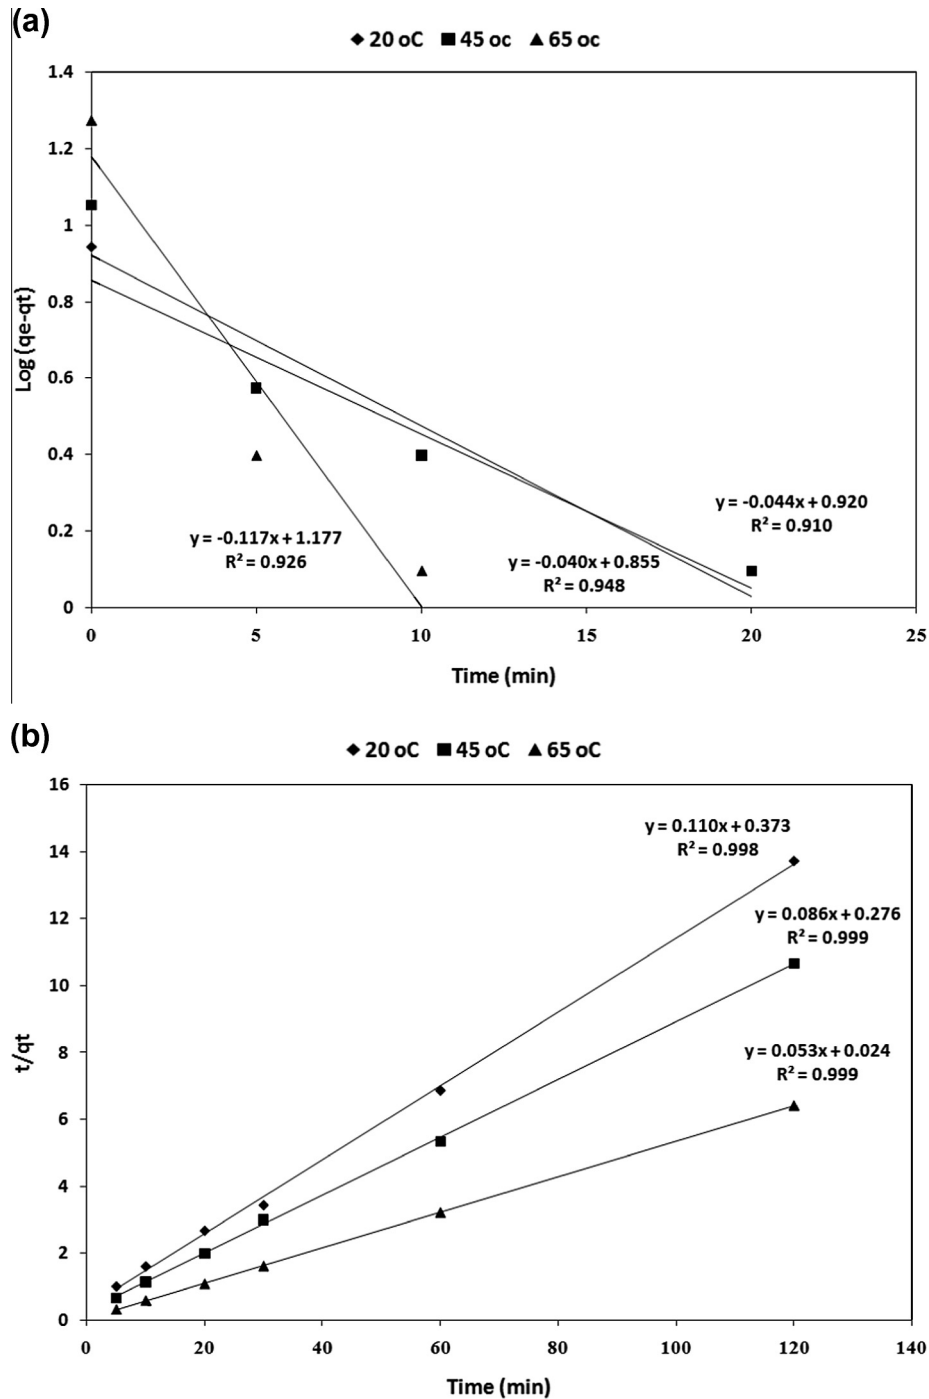 (a)
20 oC 45 oc 65 oc
1.4
1.2
1
0.8
0.6
0.4
0.2
0
Log (qe-qt)
y = -0.117x + 1.177
R² = 0.926
y = -0.040x + 0.855
R² = 0.948
y = -0.044x + 0.920
R² = 0.910
0 5 10 15 20 25
Time (min)
(b)
20 oC 45 oC 65 oC
16
14
12
10
8
6
4
2
0
t/qt
y = 0.110x + 0.373
R² = 0.998
y = 0.086x + 0.276
R² = 0.999
y = 0.053x + 0.024
R² = 0.999
0 20 40 60 80 100 120 140
Time (min)